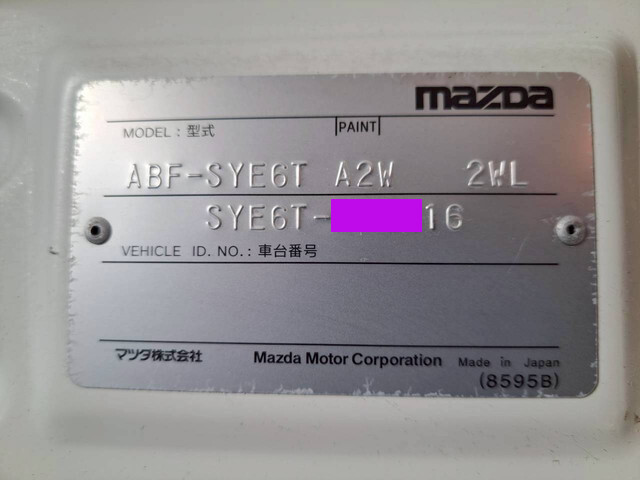 mazda
MODEL : 型式 |PAINT|
ABF-SYE6T A2W 2WL
SYE6T- 16
VEHICLE ID. NO. : 車台番号
マツダ株式会社 Mazda Motor Corporation Made in Japan
(8595B)